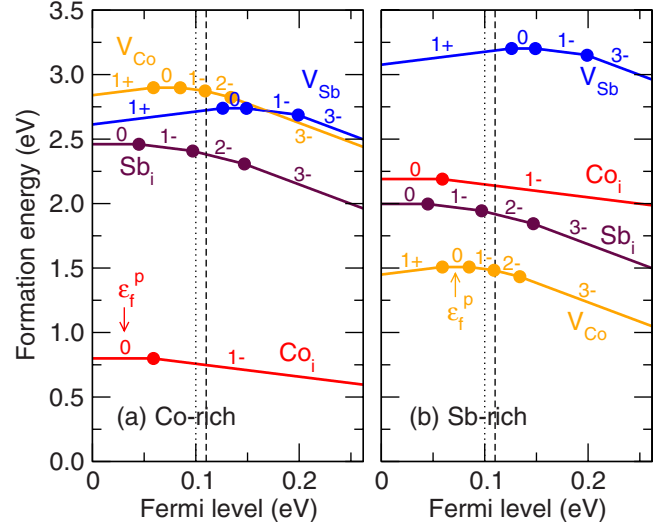 Formation energy (eV)
3.5
3.0
2.5
2.0
1.5
1.0
0.5
0.0
V_Co
1+ 0 1- 2- 3-
V_Sb
1+ 0 1- 3-
Sb_i
0 1- 2- 3-
ε_f^p
0 1- Co_i
(a) Co-rich
0 0.1 0.2
Fermi level (eV)
1+ 0 1- 3-
V_Sb
0 1- Co_i
0 1- 2- 3- Sb_i
1+ 0 1- 2- 3-
ε_f^p
V_Co
(b) Sb-rich
0 0.1 0.2
Fermi level (eV)